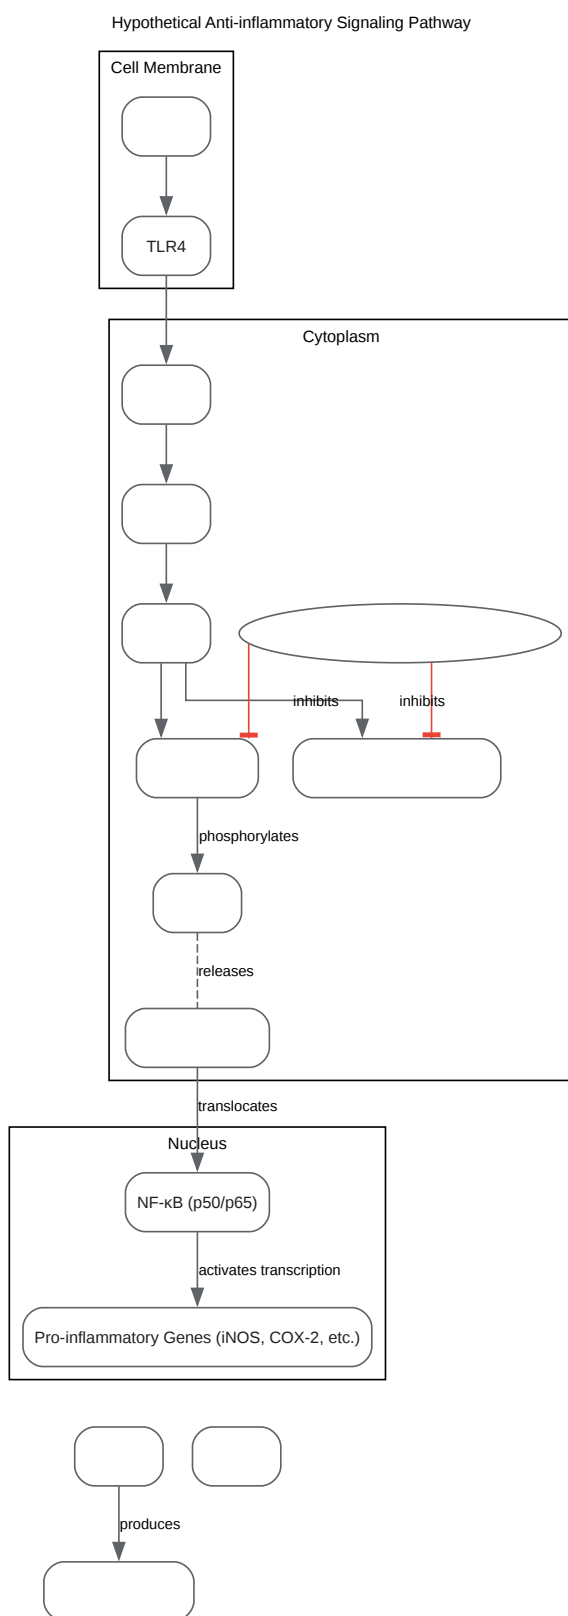 Hypothetical Anti-inflammatory Signaling Pathway
Cell Membrane
TLR4
Cytoplasm
inhibits
inhibits
phosphorylates
releases
translocates
Nucleus
NF-κB (p50/p65)
activates transcription
Pro-inflammatory Genes (iNOS, COX-2, etc.)
produces